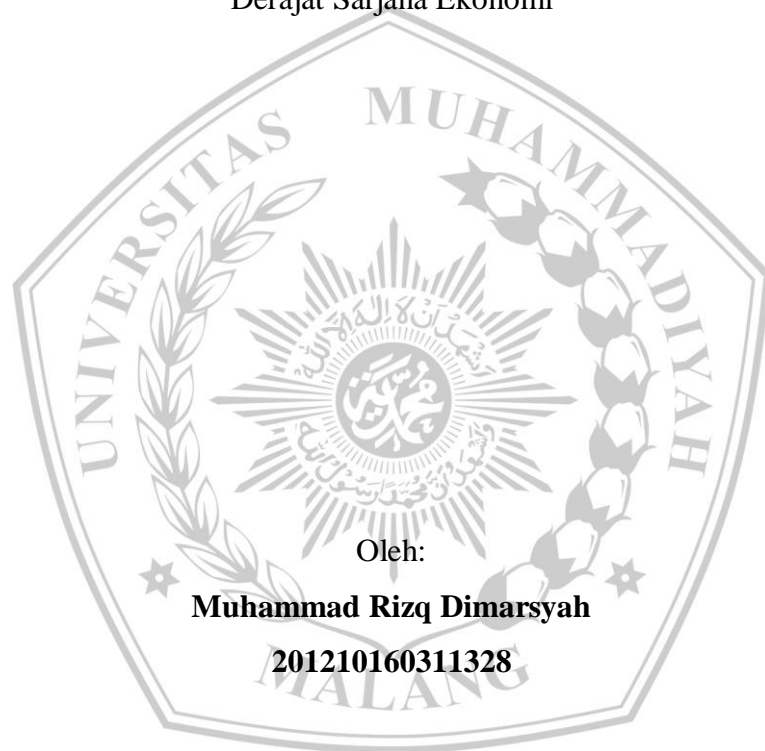 Derajat Sarjana Ekonomi
UNIVERSITAS MUHAMMADIYAH
Oleh:
Muhammad Rizq Dimarsyah
201210160311328
MALANG